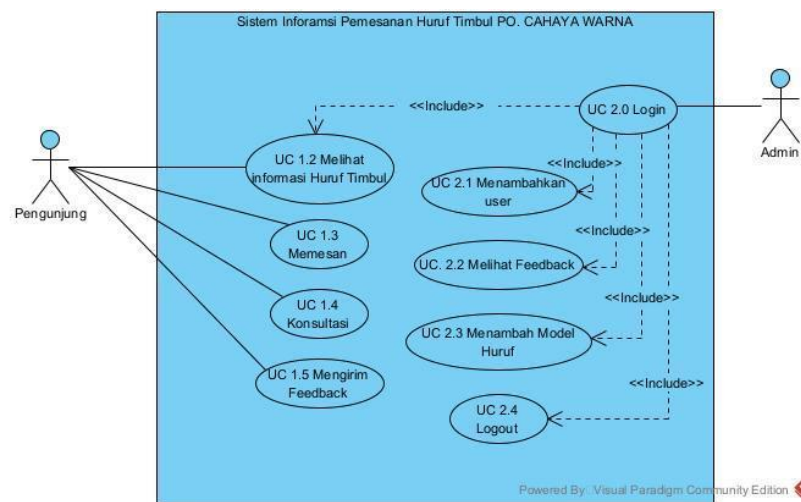 Sistem Inforamsi Pemesanan Huruf Timbul PO. CAHAYA WARNA
<<Include>>
UC 2.0 Login
Admin
UC 1.2 Melihat
informasi Huruf Timbul
Pengunjung
<<Include>>
UC 2.1 Menambahkan
user
UC 1.3
Memesan
<<Include>>
UC. 2.2 Melihat Feedback
UC 1.4
Konsultasi
<<Include>>
UC 2.3 Menambah Model
Huruf
UC 1.5 Mengirim
Feedback
<<Include>>
UC 2.4
Logout
Powered By Visual Paradigm Community Edition